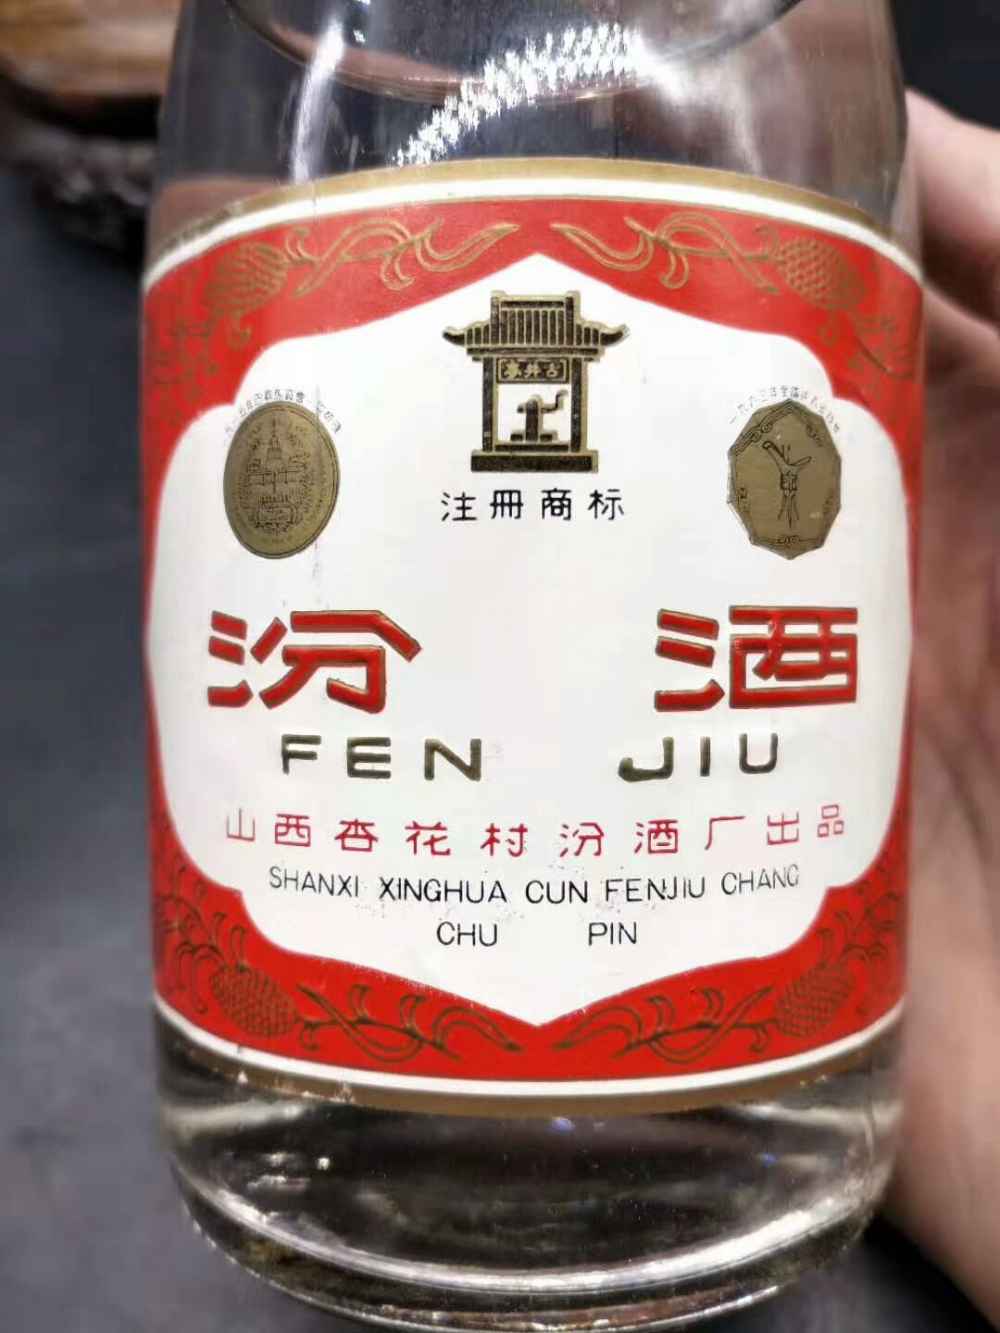 古井亭
注册商标
汾酒
FEN JIU
山西杏花村汾酒厂出品
SHANXI XINGHUA CUN FENJIU CHANG
CHU PIN